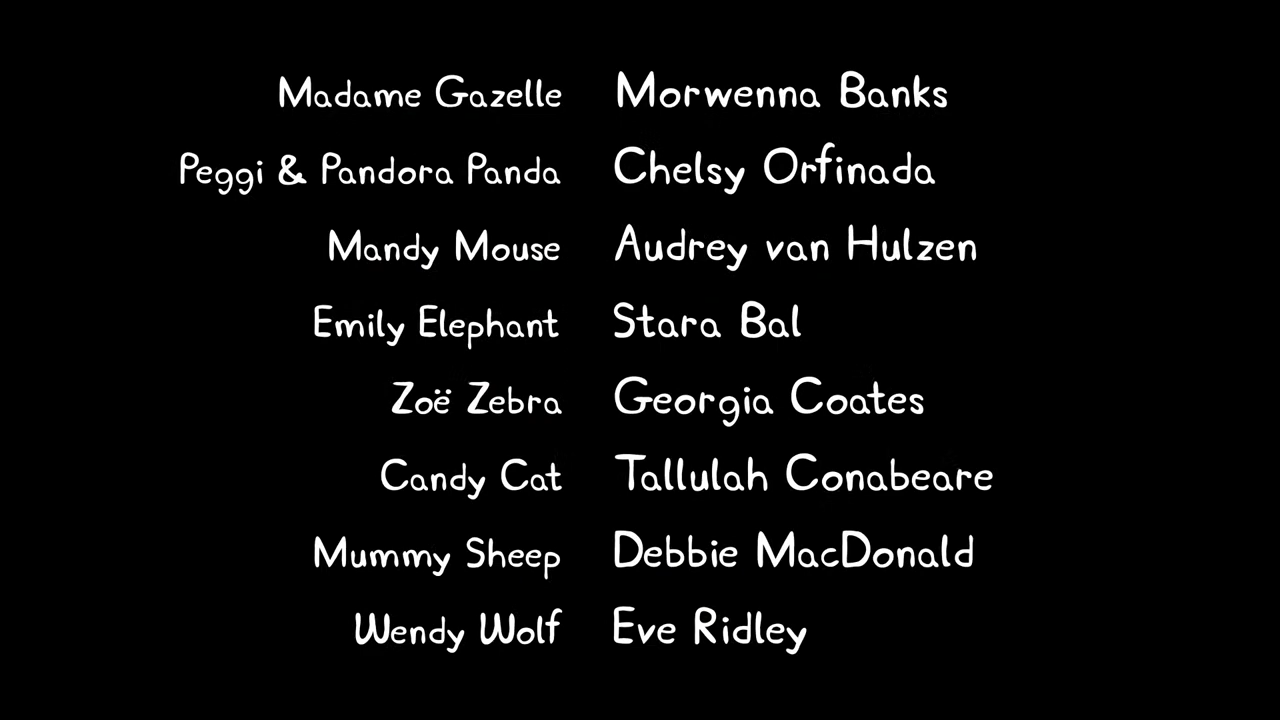 Madame Gazelle Morwenna Banks
Peggi & Pandora Panda Chelsy Orfinada
Mandy Mouse Audrey van Hulzen
Emily Elephant Stara Bal
Zoë Zebra Georgia Coates
Candy Cat Tallulah Conabeare
Mummy Sheep Debbie MacDonald
Wendy Wolf Eve Ridley